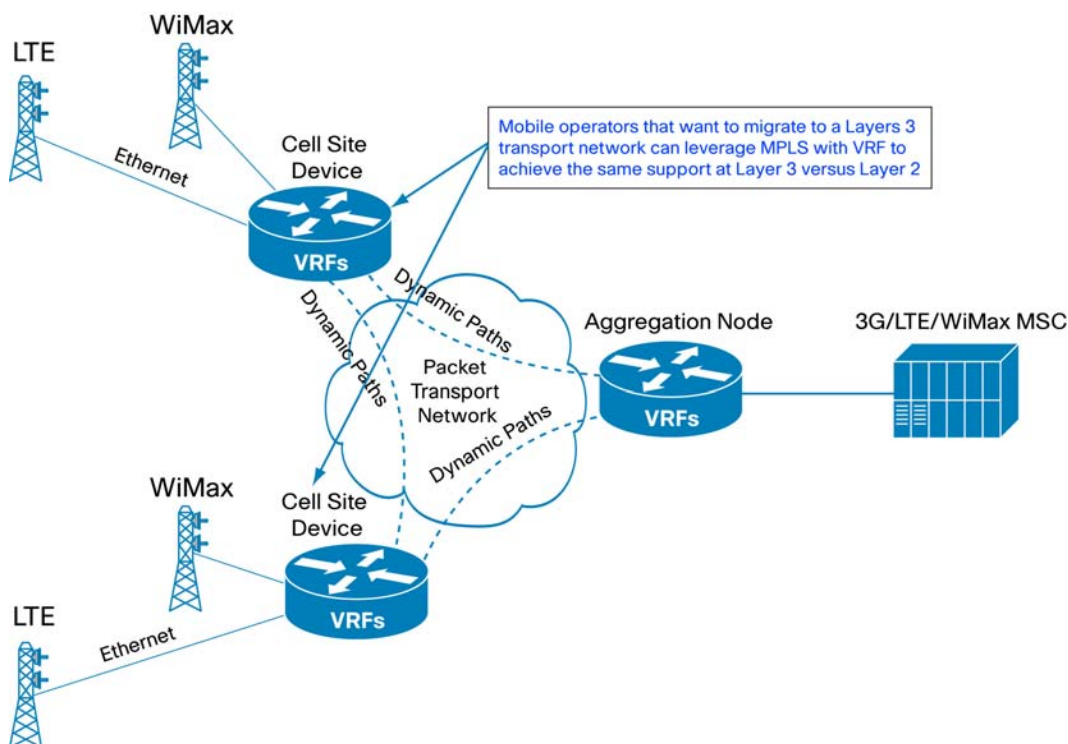 WiMax
LTE
Ethernet
Cell Site
Device
VRFs
Mobile operators that want to migrate to a Layers 3
transport network can leverage MPLS with VRF to
achieve the same support at Layer 3 versus Layer 2
Dynamic Paths
Dynamic Paths
Packet
Transport
Network
Dynamic Paths
Aggregation Node
VRFs
3G/LTE/WiMax MSC
WiMax
Cell Site
Device
VRFs
LTE
Ethernet